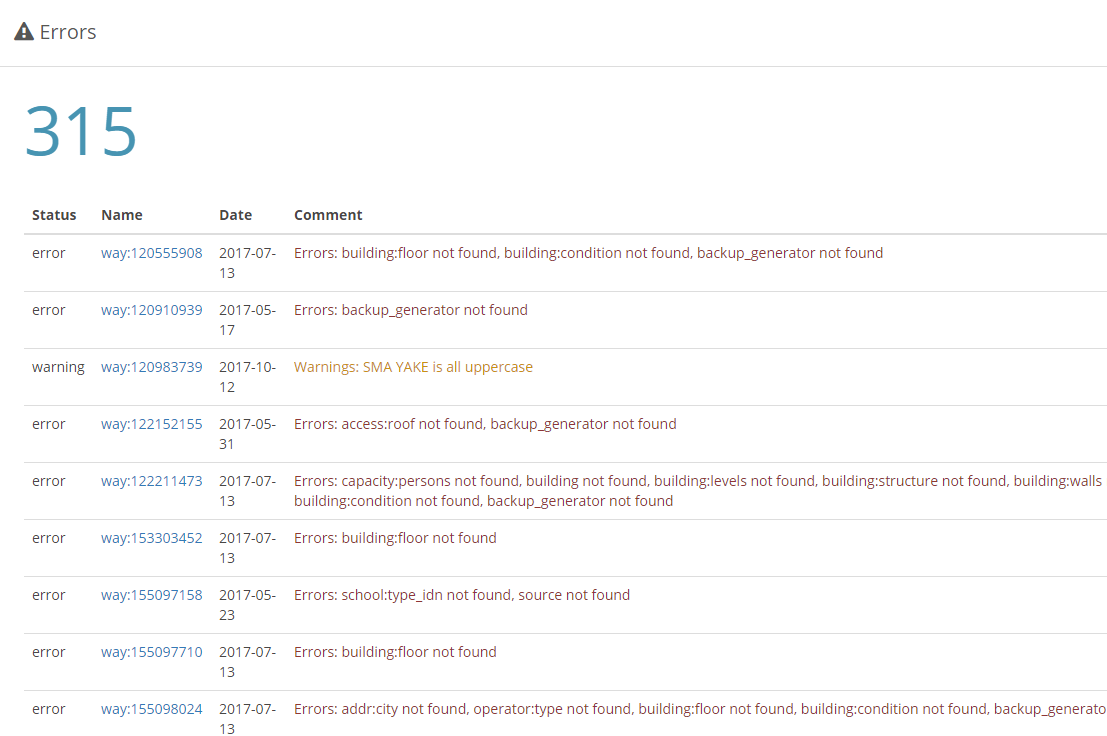 Errors
315
Status Name Date Comment
error way:120555908 2017-07-13 Errors: building:floor not found, building:condition not found, backup_generator not found
error way:120910939 2017-05-17 Errors: backup_generator not found
warning way:120983739 2017-10-12 Warnings: SMA YAKE is all uppercase
error way:122152155 2017-05-31 Errors: access:roof not found, backup_generator not found
error way:122211473 2017-07-13 Errors: capacity:persons not found, building not found, building:levels not found, building:structure not found, building:walls
building:condition not found, backup_generator not found
error way:153303452 2017-07-13 Errors: building:floor not found
error way:155097158 2017-05-23 Errors: school:type_idn not found, source not found
error way:155097710 2017-07-13 Errors: building:floor not found
error way:155098024 2017-07-13 Errors: addr:city not found, operator:type not found, building:floor not found, building:condition not found, backup_generato